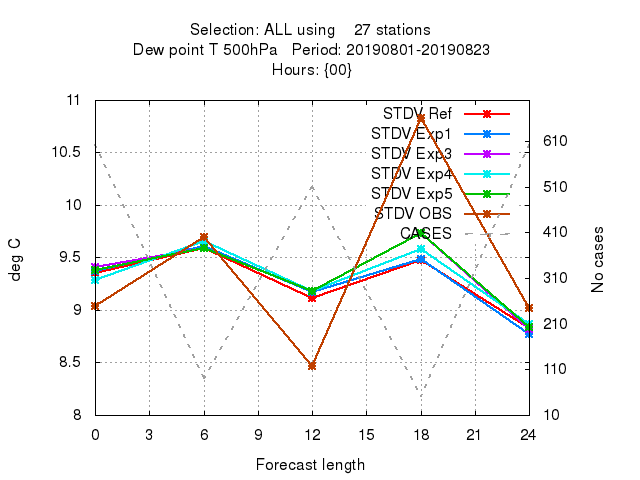 Selection: ALL using    27 stations
Dew point T 500hPa   Period: 20190801-20190823
Hours: {00}
STDV Ref
STDV Exp1
STDV Exp3
STDV Exp4
STDV Exp5
STDV OBS
CASES
deg C
11
10.5
10
9.5
9
8.5
8
610
510
410
310
210
110
10
No cases
0 3 6 9 12 15 18 21 24
Forecast length